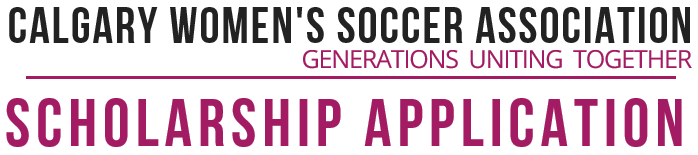 CALGARY WOMEN'S SOCCER ASSOCIATION
GENERATIONS UNITING TOGETHER
SCHOLARSHIP APPLICATION